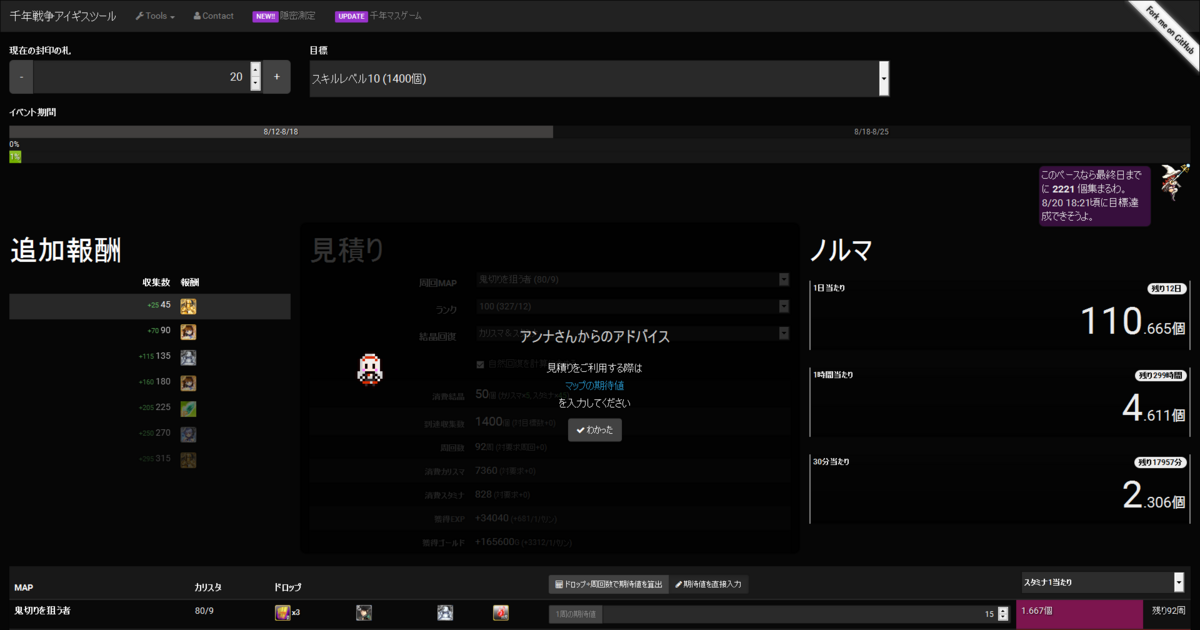 千年戦争アイギスツール Tools Contact NEW!! 隠密測定 UPDATE 千年マスゲーム
Fork me on GitHub
現在の封印の札 目標
- 20 + スキルレベル10 (1400個)
イベント期間
8/12-8/18 8/18-8/25
0%
1%
このペースなら最終日まで
に 2221 個集まるわ。
8/20 18:21頃に目標達
成できそうよ。
追加報酬
収集数 報酬
+25 45
+70 90
+115 135
+160 180
+205 225
+250 270
+295 315
見積り
周回MAP 鬼切りを狙う者 (80/9)
ランク 100 (327/12)
結晶回復 カリスマ&ス
アンナさんからのアドバイス
見積りをご利用する際は
マップの期待値
を入力してください
わかった
消費結晶 50個
到達収集数 1400個
周回数 92回
消費カリスマ 7360
消費スタミナ 828
獲得EXP +34040
獲得ゴールド +165600
ノルマ
1日当たり 残り12日
110.665個
1時間当たり 残り299時間
4.611個
30分当たり 残り17957分
2.306個
MAP カリスタ ドロップ ドロップ÷周回数で期待値を算出 期待値を直接入力 スタミナ1当たり
鬼切りを狙う者 80/9 x3 1周の期待値 15 1.667個 残り92周